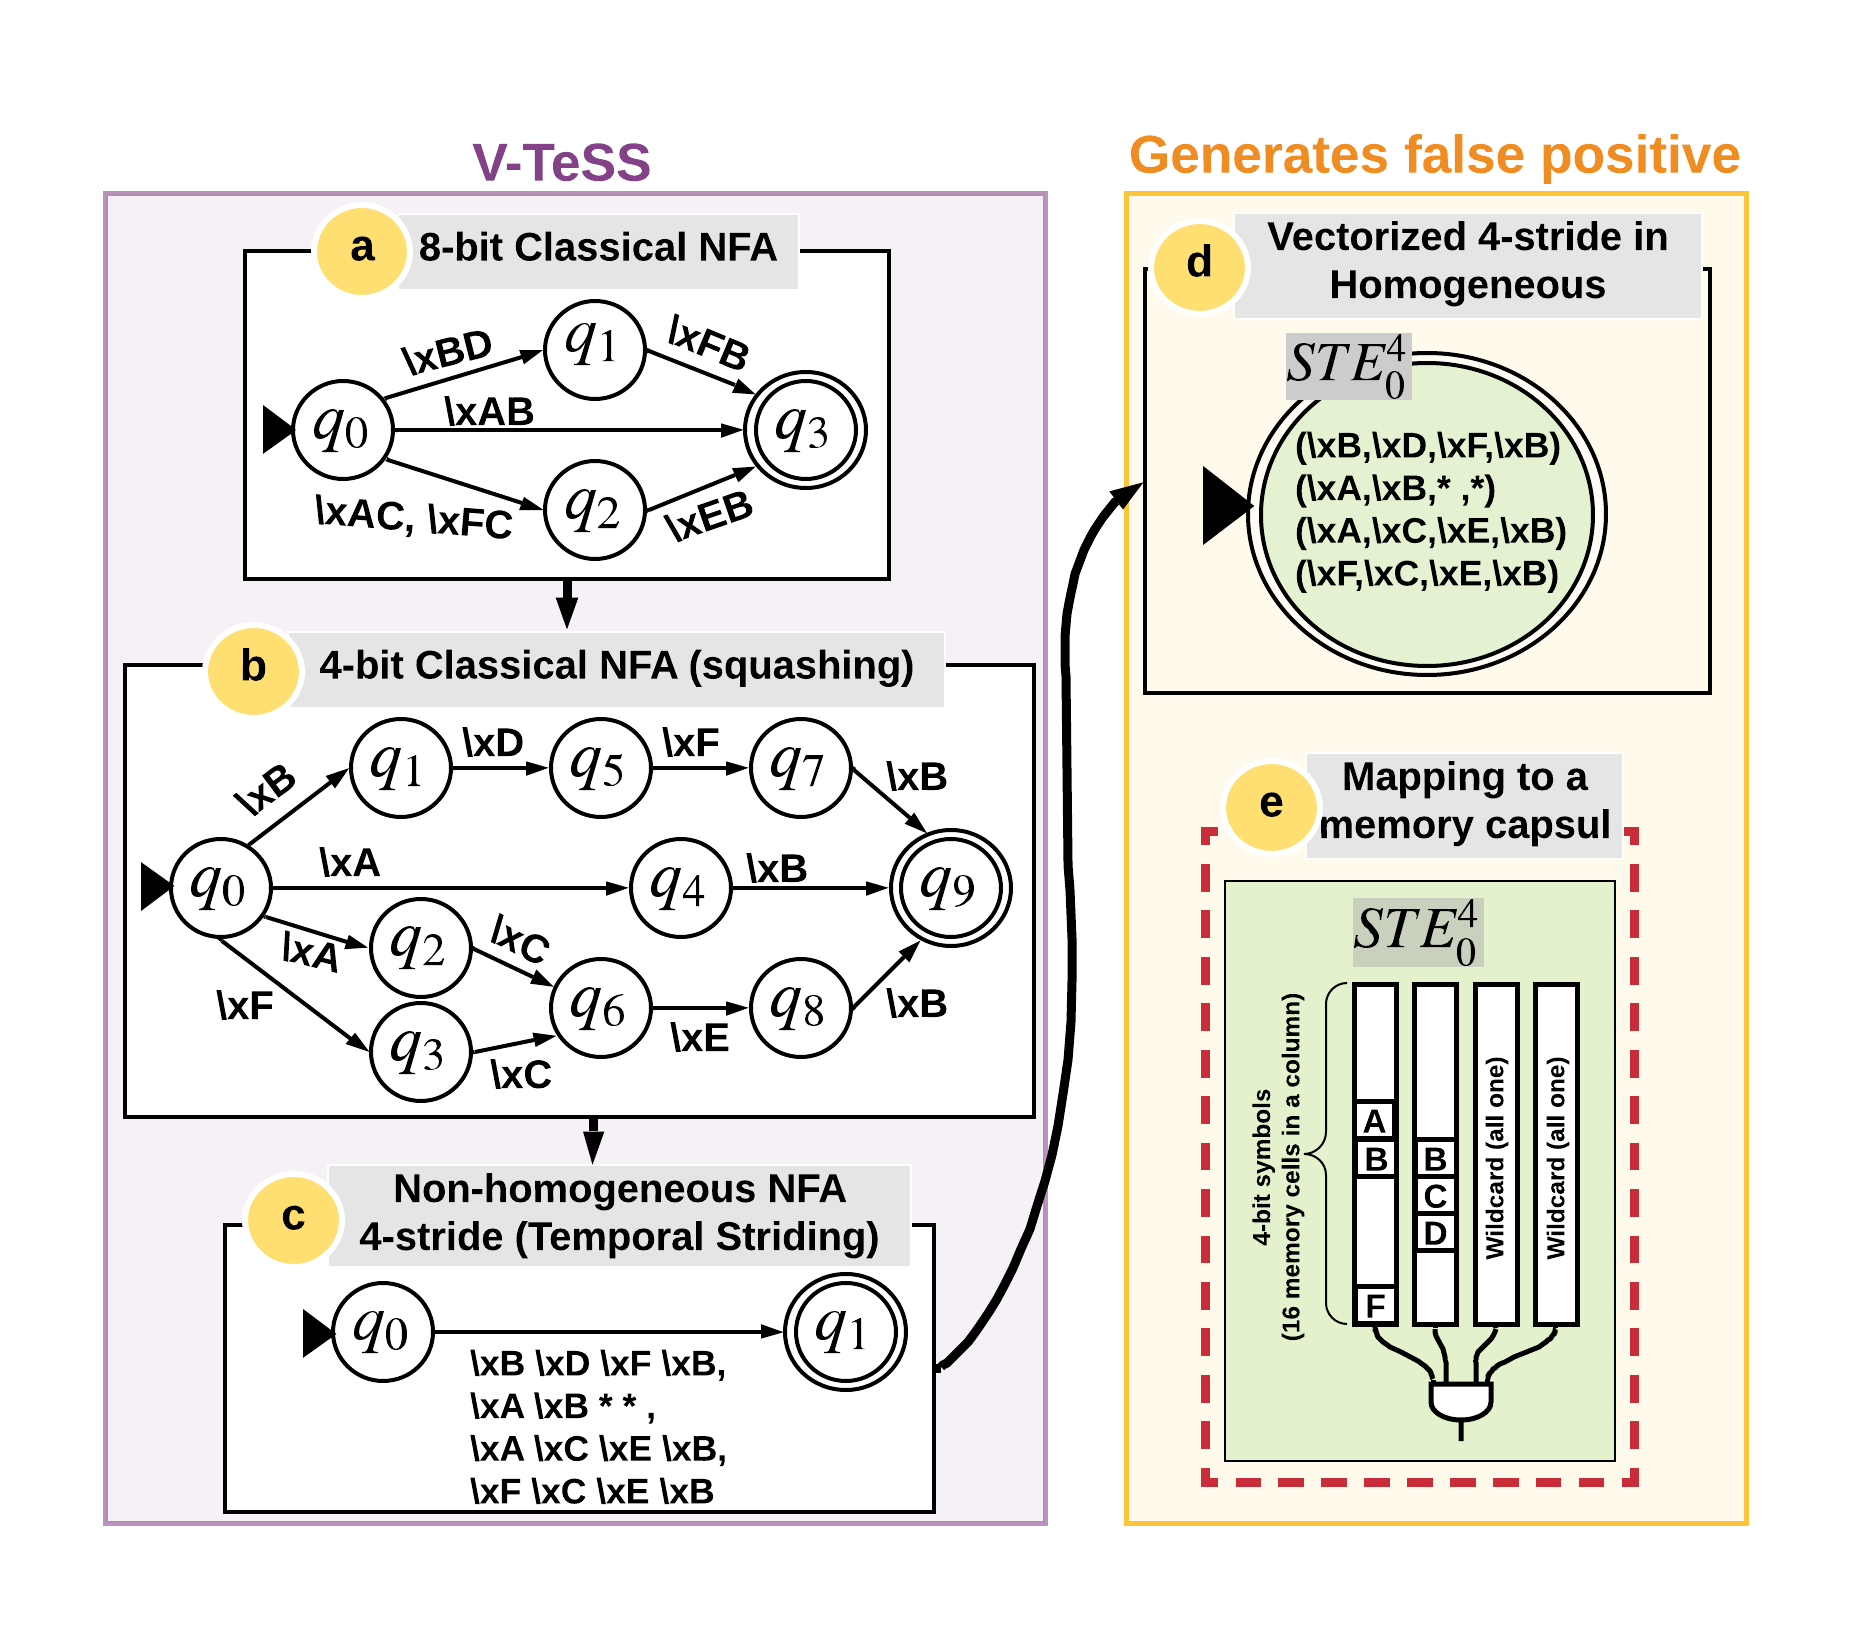 V-TeSS
a
8-bit Classical NFA
\xBD
q1
\xFB
q0
\xAB
q3
\xAC, \xFC
q2
\xEB
b
4-bit Classical NFA (squashing)
\xB
q1
\xD
q5
\xF
q7
\xB
q0
\xA
q4
\xB
q9
\xA
q2
\xC
\xF
q3
\xC
q6
\xE
q8
\xB
c
Non-homogeneous NFA
4-stride (Temporal Striding)
q0
q1
\xB \xD \xF \xB,
\xA \xB * * ,
\xA \xC \xE \xB,
\xF \xC \xE \xB
Generates false positive
d
Vectorized 4-stride in
Homogeneous
STE⁴₀
(\xB,\xD,\xF,\xB)
(\xA,\xB,* ,*)
(\xA,\xC,\xE,\xB)
(\xF,\xC,\xE,\xB)
e
Mapping to a
memory capsul
STE⁴₀
4-bit symbols
(16 memory cells in a column)
A
B
F
B
C
D
Wildcard (all one)
Wildcard (all one)